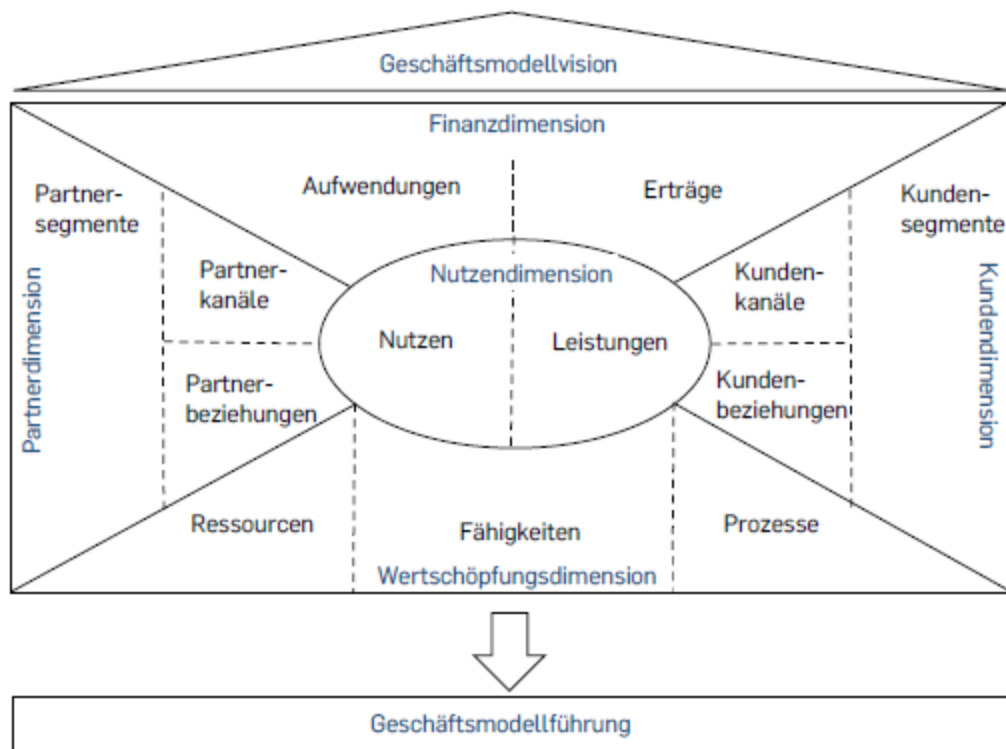 Geschäftsmodellvision
Finanzdimension
Aufwendungen
Erträge
Partner-
segmente
Kunden-
segmente
Partner-
kanäle
Nutzendimension
Kunden-
kanäle
Nutzen
Leistungen
Partnerdimension
Kundendimension
Partner-
beziehungen
Kunden-
beziehungen
Ressourcen
Fähigkeiten
Prozesse
Wertschöpfungsdimension
Geschäftsmodellführung